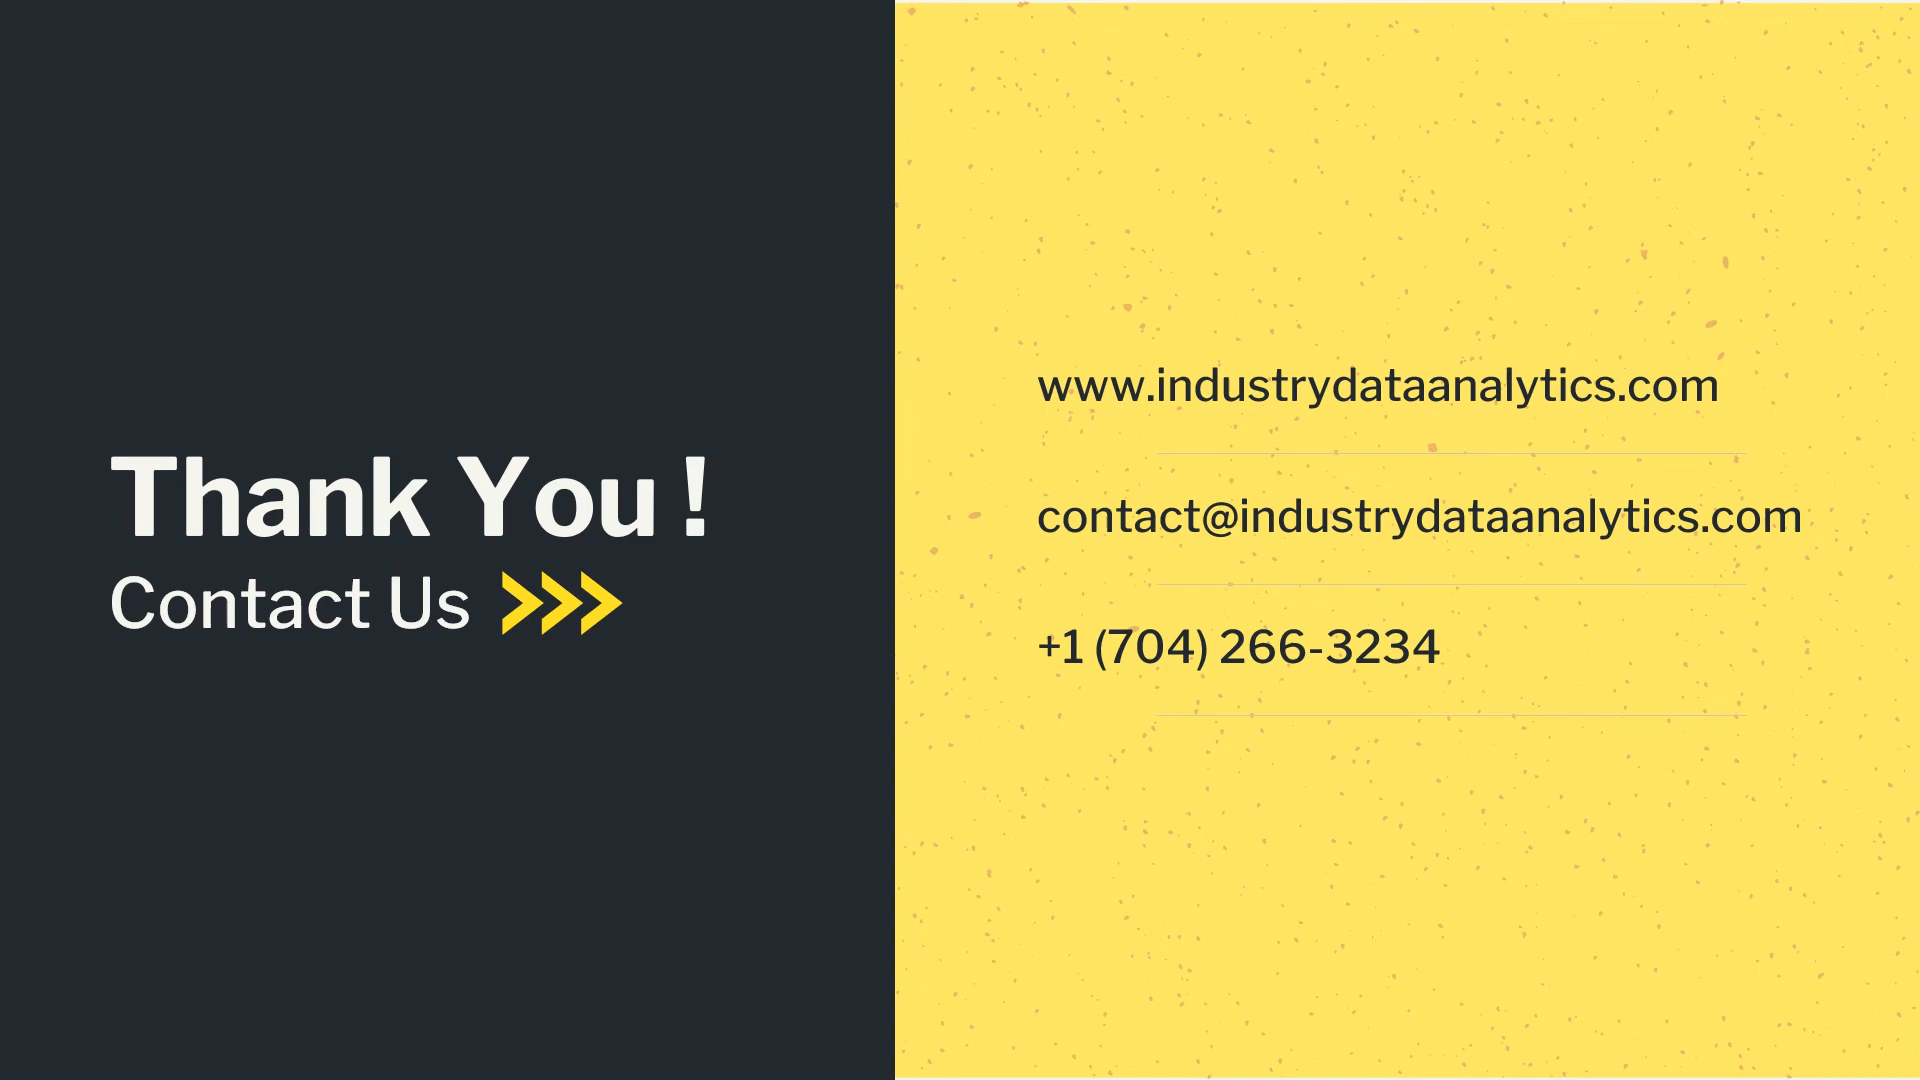 Thank You !
Contact Us
www.industrydataanalytics.com
contact@industrydataanalytics.com
+1 (704) 266-3234